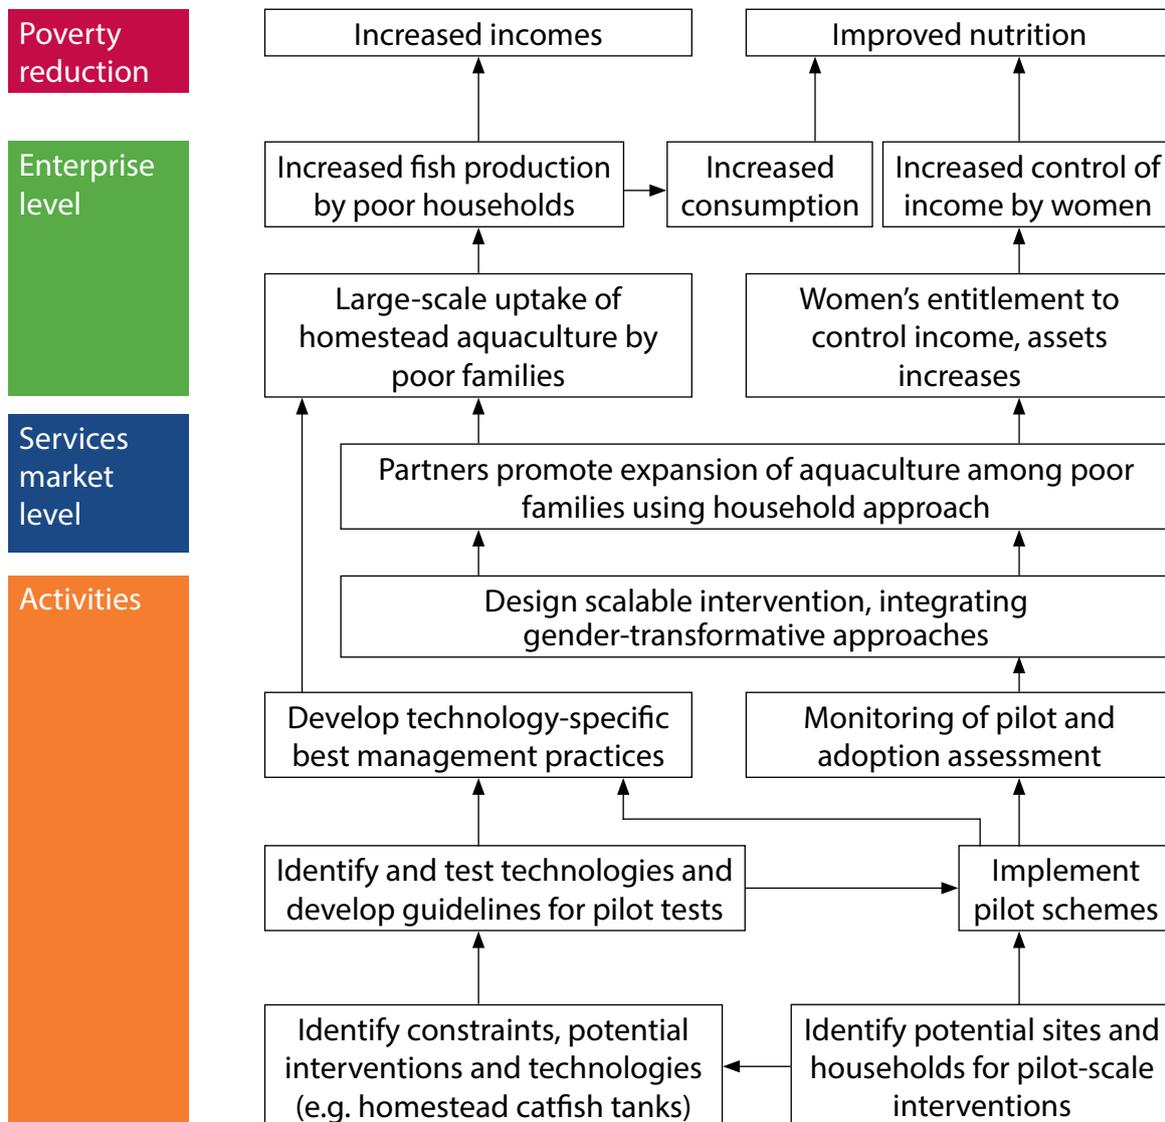 Poverty
reduction
Increased incomes
Improved nutrition
Enterprise
level
Increased fish production
by poor households
Increased
consumption
Increased control of
income by women
Large-scale uptake of
homestead aquaculture by
poor families
Women’s entitlement to
control income, assets
increases
Services
market
level
Partners promote expansion of aquaculture among poor
families using household approach
Activities
Design scalable intervention, integrating
gender-transformative approaches
Develop technology-specific
best management practices
Monitoring of pilot and
adoption assessment
Identify and test technologies and
develop guidelines for pilot tests
Implement
pilot schemes
Identify constraints, potential
interventions and technologies
(e.g. homestead catfish tanks)
Identify potential sites and
households for pilot-scale
interventions